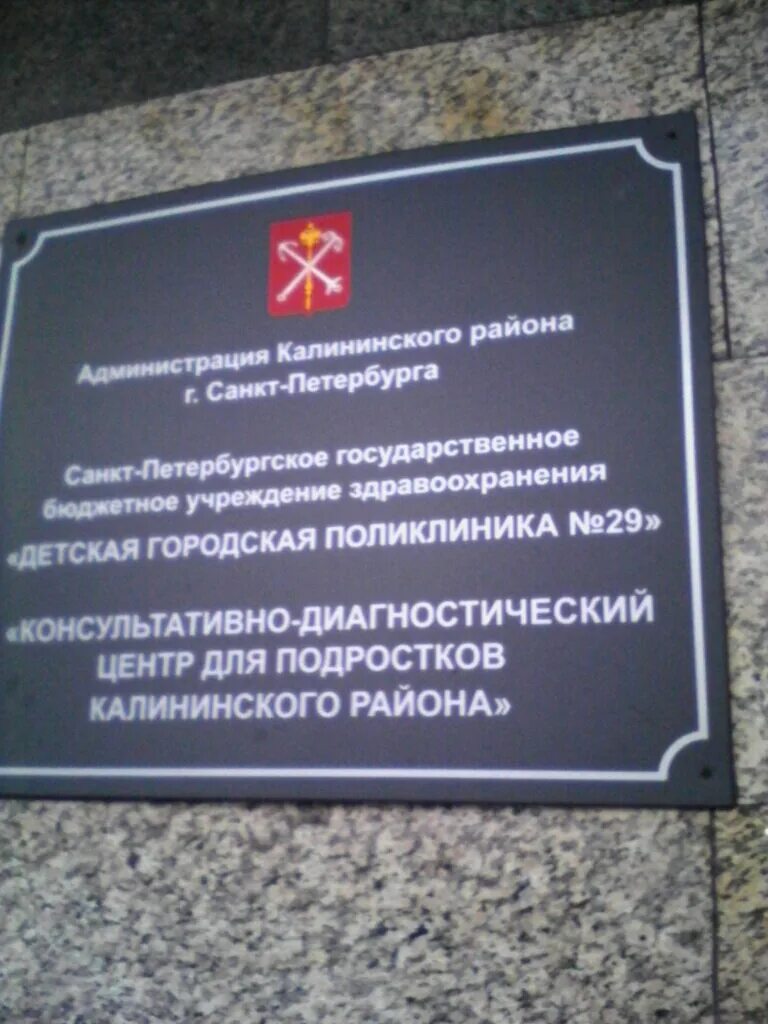 Администрация Калининского района
г. Санкт-Петербурга
Санкт-Петербургское государственное
бюджетное учреждение здравоохранения
«ДЕТСКАЯ ГОРОДСКАЯ ПОЛИКЛИНИКА №29»
«КОНСУЛЬТАТИВНО-ДИАГНОСТИЧЕСКИЙ
ЦЕНТР ДЛЯ ПОДРОСТКОВ
КАЛИНИНСКОГО РАЙОНА»